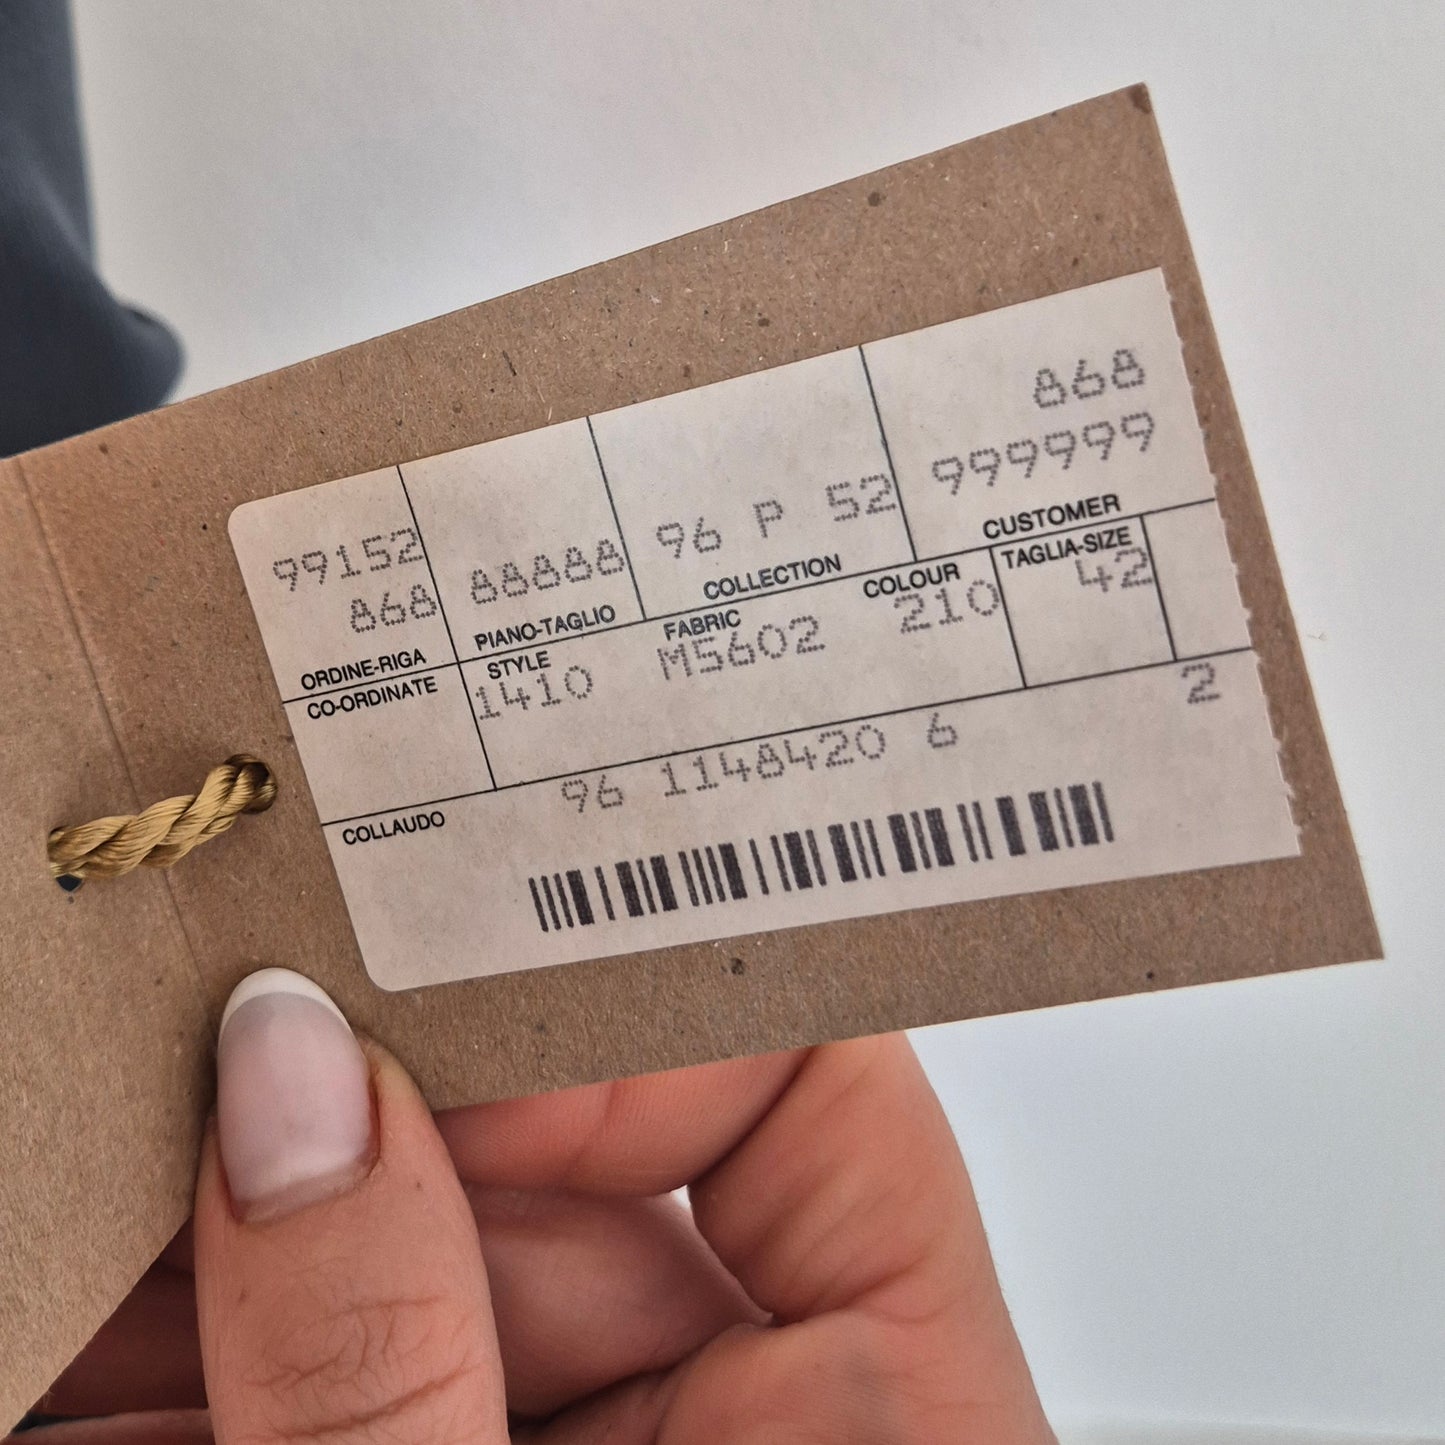 868
99152 88888 96 P 52 999999
868
ORDINE-RIGA PIANO-TAGLIO COLLECTION CUSTOMER
CO-ORDINATE STYLE FABRIC COLOUR TAGLIA-SIZE
1410 M5602 210 42
2
COLLAUDO 96 1148420 6